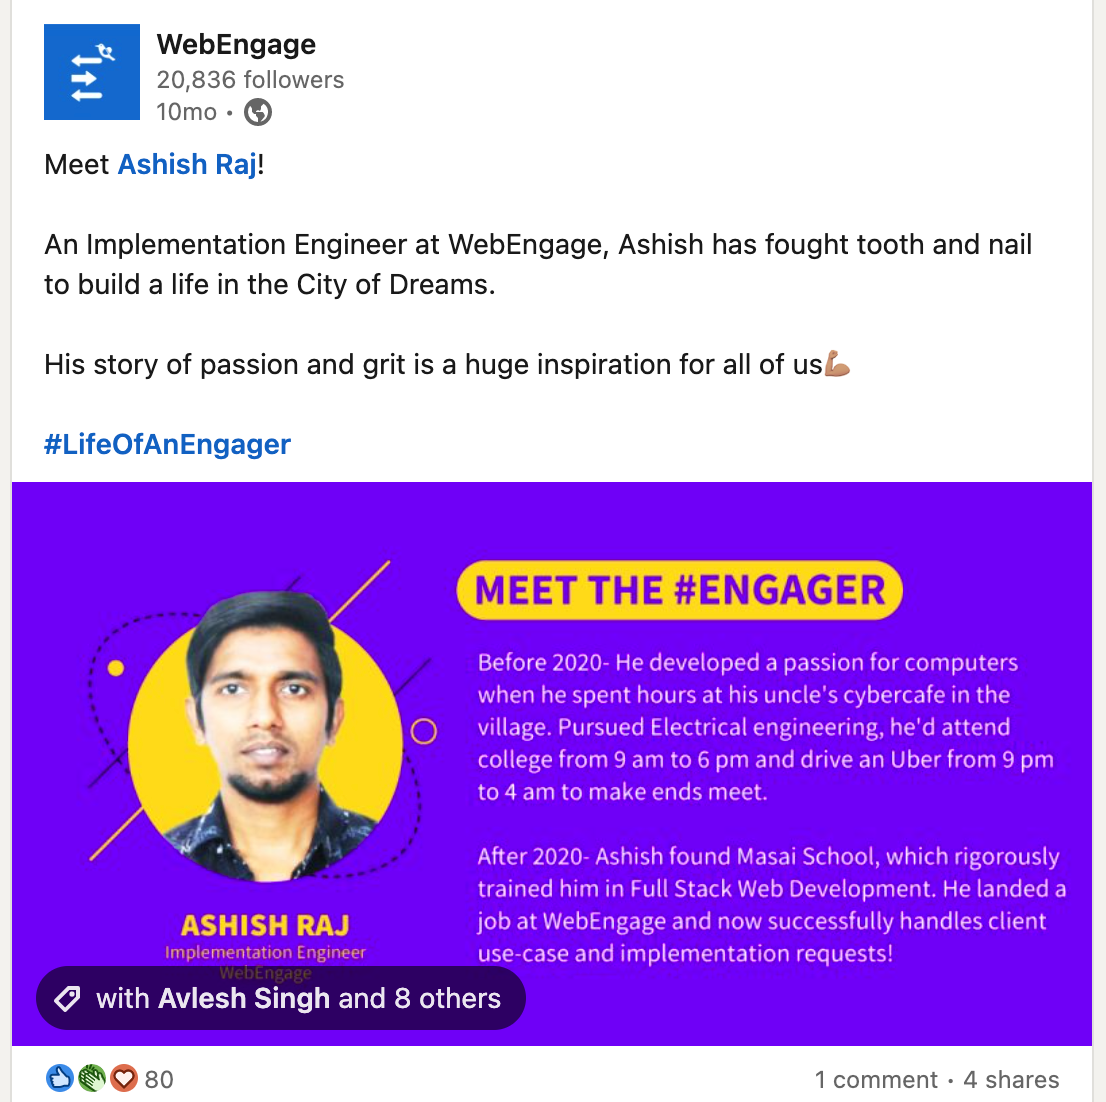 WebEngage
20,836 followers
10mo •
Meet Ashish Raj!
An Implementation Engineer at WebEngage, Ashish has fought tooth and nail
to build a life in the City of Dreams.
His story of passion and grit is a huge inspiration for all of us💪🏽
#LifeOfAnEngager
MEET THE #ENGAGER
Before 2020- He developed a passion for computers
when he spent hours at his uncle's cybercafe in the
village. Pursued Electrical engineering, he'd attend
college from 9 am to 6 pm and drive an Uber from 9 pm
to 4 am to make ends meet.
After 2020- Ashish found Masai School, which rigorously
trained him in Full Stack Web Development. He landed a
job at WebEngage and now successfully handles client
use-case and implementation requests!
ASHISH RAJ
Implementation Engineer
WebEngage
with Avlesh Singh and 8 others
80
1 comment • 4 shares